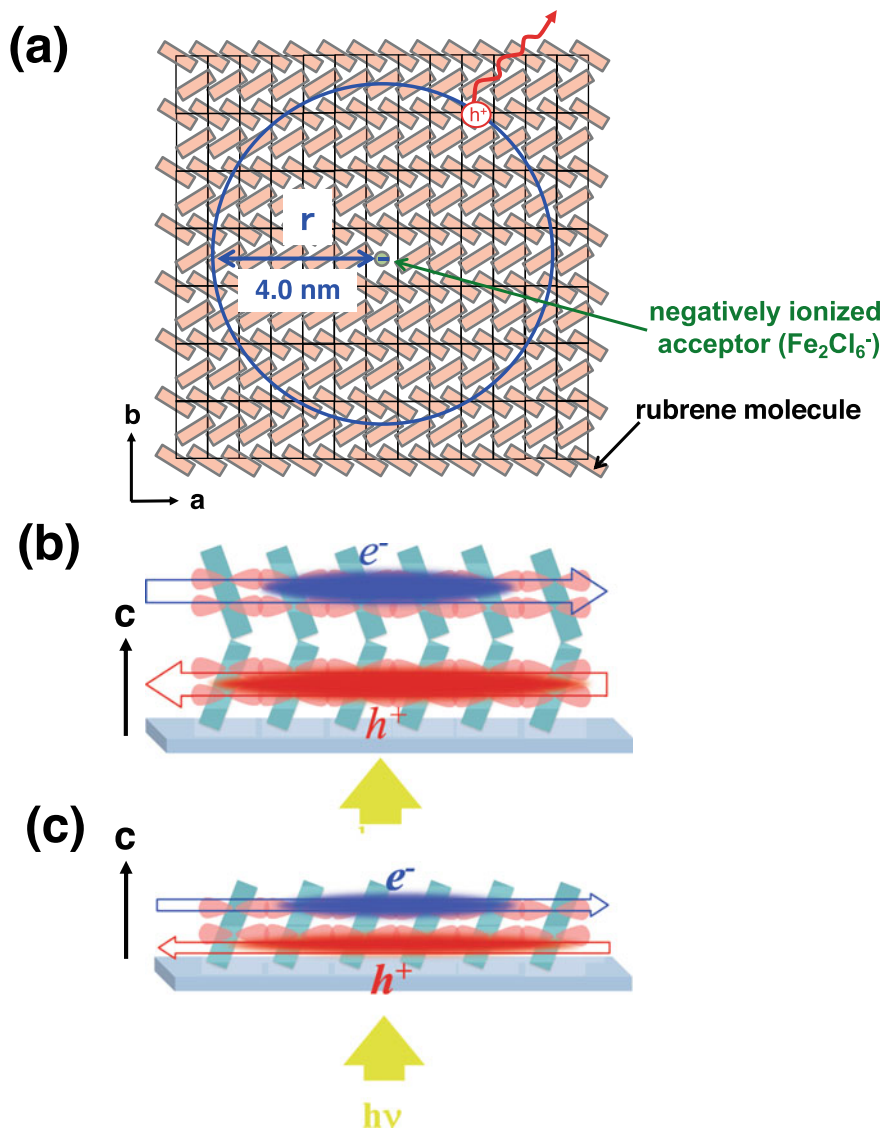 (a)
h⁺
r
4.0 nm
negatively ionized
acceptor (Fe₂Cl₆⁻)
rubrene molecule
b
a
(b)
e⁻
c
h⁺
(c)
c
e⁻
h⁺
hν